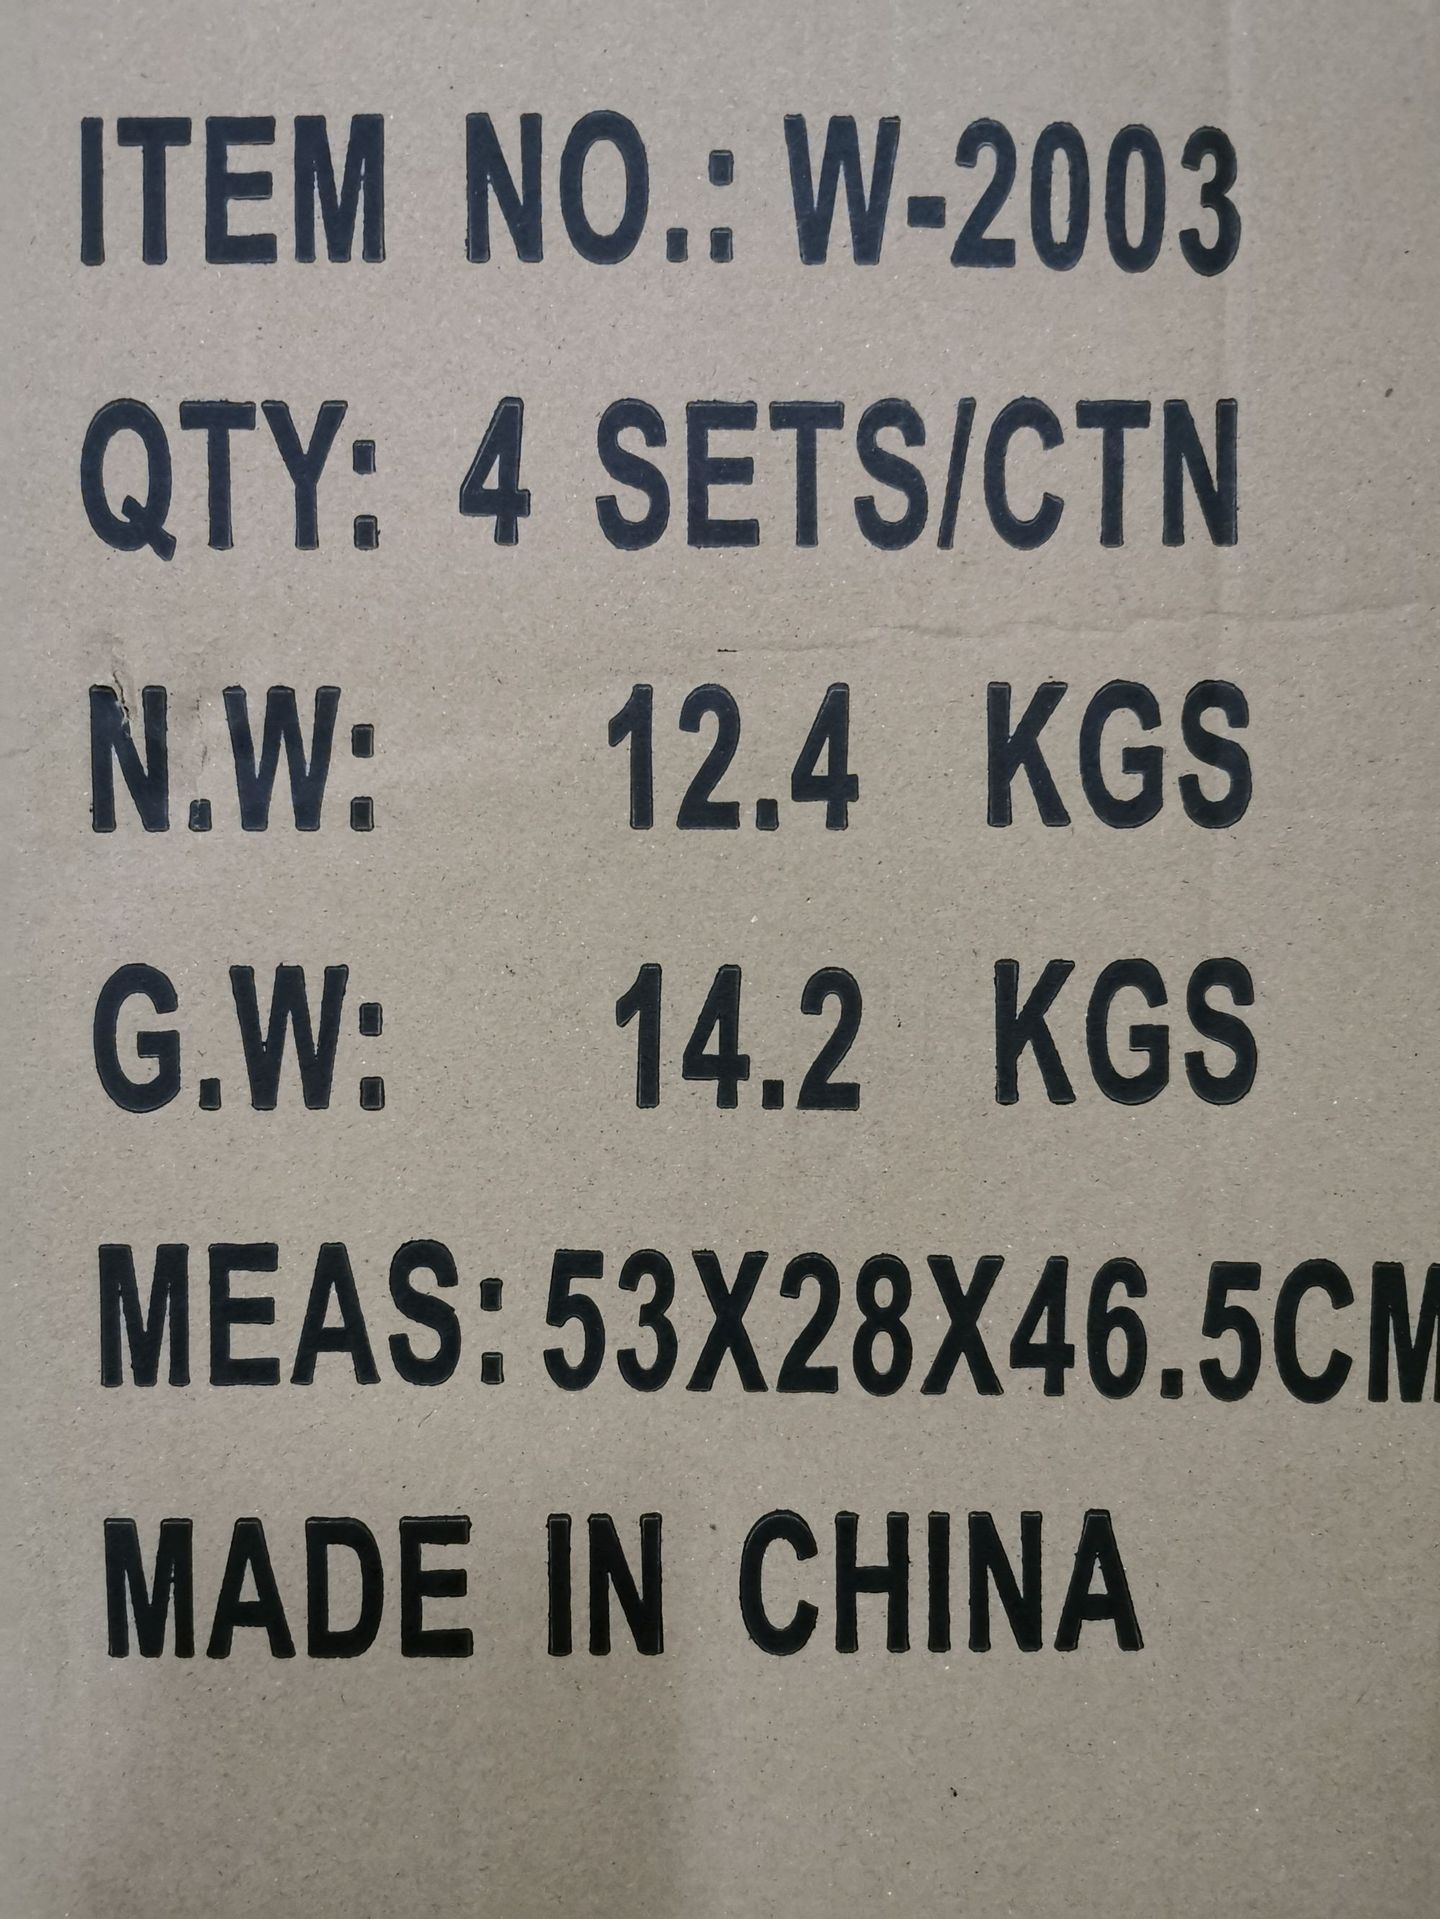 ITEM NO.: W-2003
QTY: 4 SETS/CTN
N.W: 12.4 KGS
G.W: 14.2 KGS
MEAS: 53X28X46.5CM
MADE IN CHINA